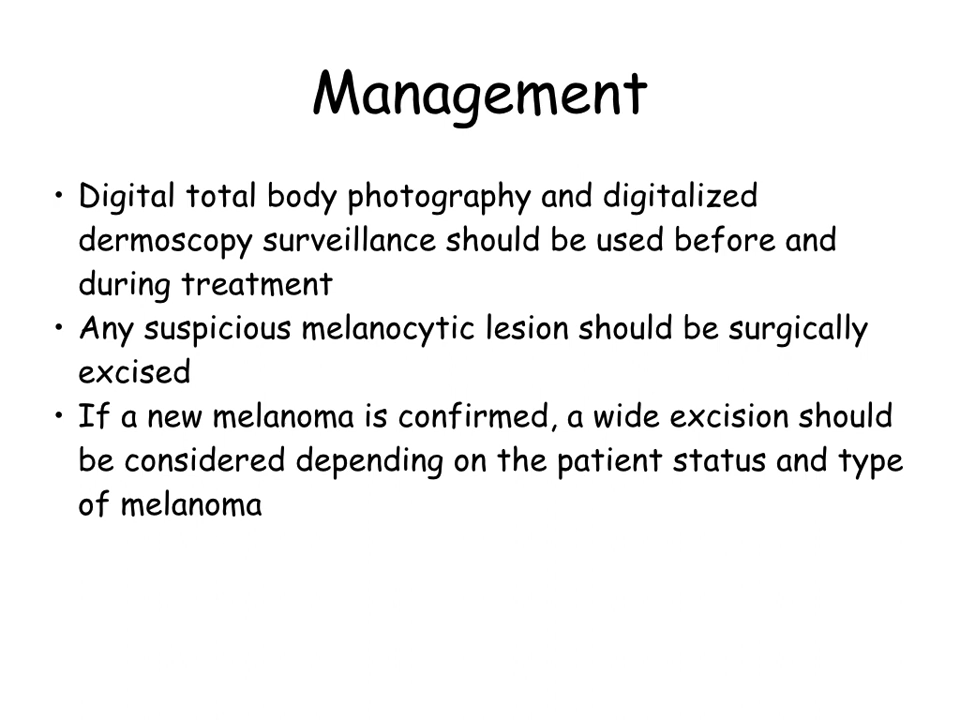 Management
• Digital total body photography and digitalized
dermoscopy surveillance should be used before and
during treatment
• Any suspicious melanocytic lesion should be surgically
excised
• If a new melanoma is confirmed, a wide excision should
be considered depending on the patient status and type
of melanoma